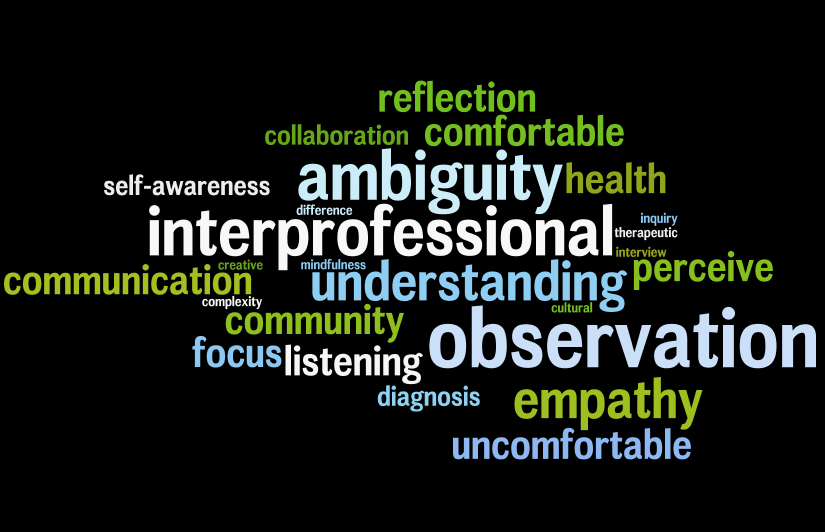 reflection
collaboration comfortable
self-awareness ambiguity health
difference inquiry
interprofessional therapeutic
interview
creative mindfulness
communication understanding perceive
complexity cultural
community observation
focus listening
diagnosis empathy
uncomfortable